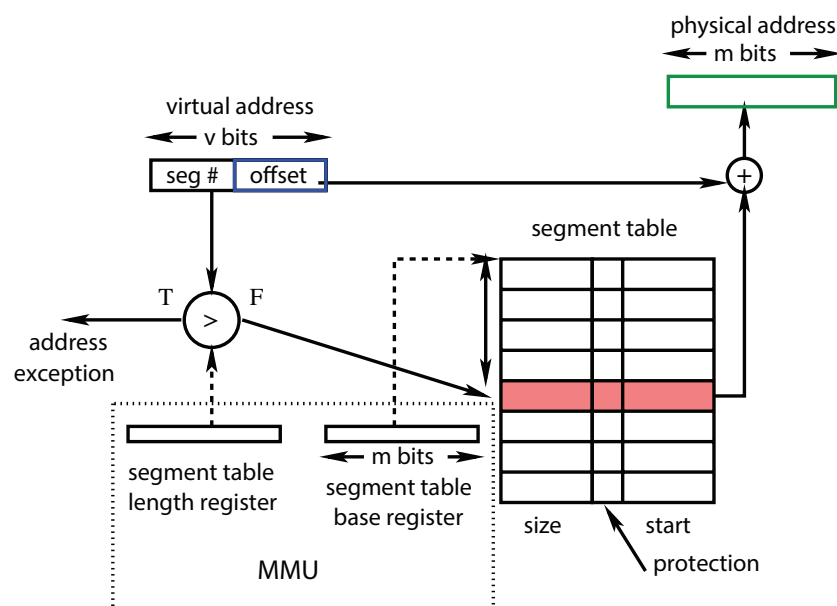 physical address
m bits
virtual address
v bits
seg #
offset
+
segment table
T
F
>
address
exception
m bits
segment table
length register
segment table
base register
size
start
protection
MMU